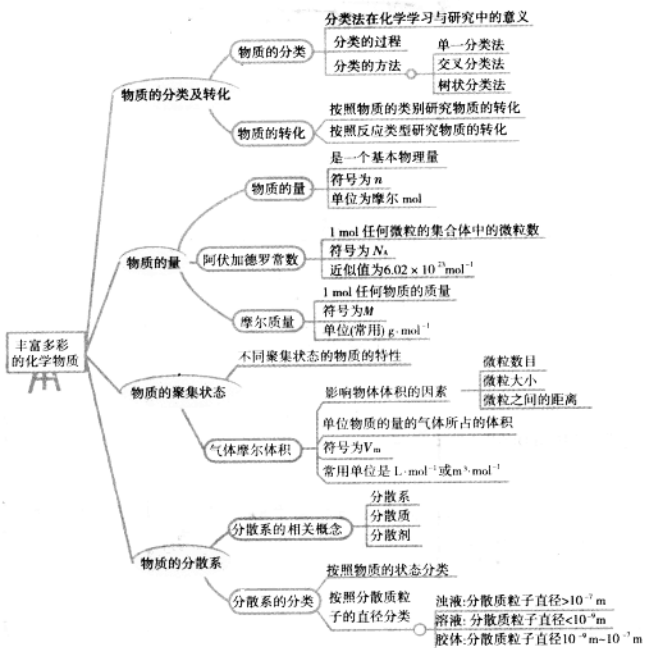 分类法在化学学习与研究中的意义
物质的分类
分类的过程
分类的方法
单一分类法
交叉分类法
树状分类法
物质的分类及转化
按照物质的类别研究物质的转化
物质的转化
按照反应类型研究物质的转化
是一个基本物理量
物质的量
符号为 n
单位为摩尔 mol
1 mol 任何微粒的集合体中的微粒数
物质的量
阿伏加德罗常数
符号为 Nₐ
近似值为6.02 × 10²³mol⁻¹
1 mol 任何物质的质量
摩尔质量
符号为M
单位(常用) g·mol⁻¹
丰富多彩
的化学物质
不同聚集状态的物质的特性
物质的聚集状态
影响物体体积的因素
微粒数目
微粒大小
微粒之间的距离
单位物质的量的气体所占的体积
气体摩尔体积
符号为Vₘ
常用单位是 L·mol⁻¹或m³·mol⁻¹
分散系
分散系的相关概念
分散质
分散剂
物质的分散系
按照物质的状态分类
分散系的分类
按照分散质粒
子的直径分类
浊液:分散质粒子直径>10⁻⁷ m
溶液: 分散质粒子直径<10⁻⁹m
胶体:分散质粒子直径10⁻⁹m~10⁻⁷m